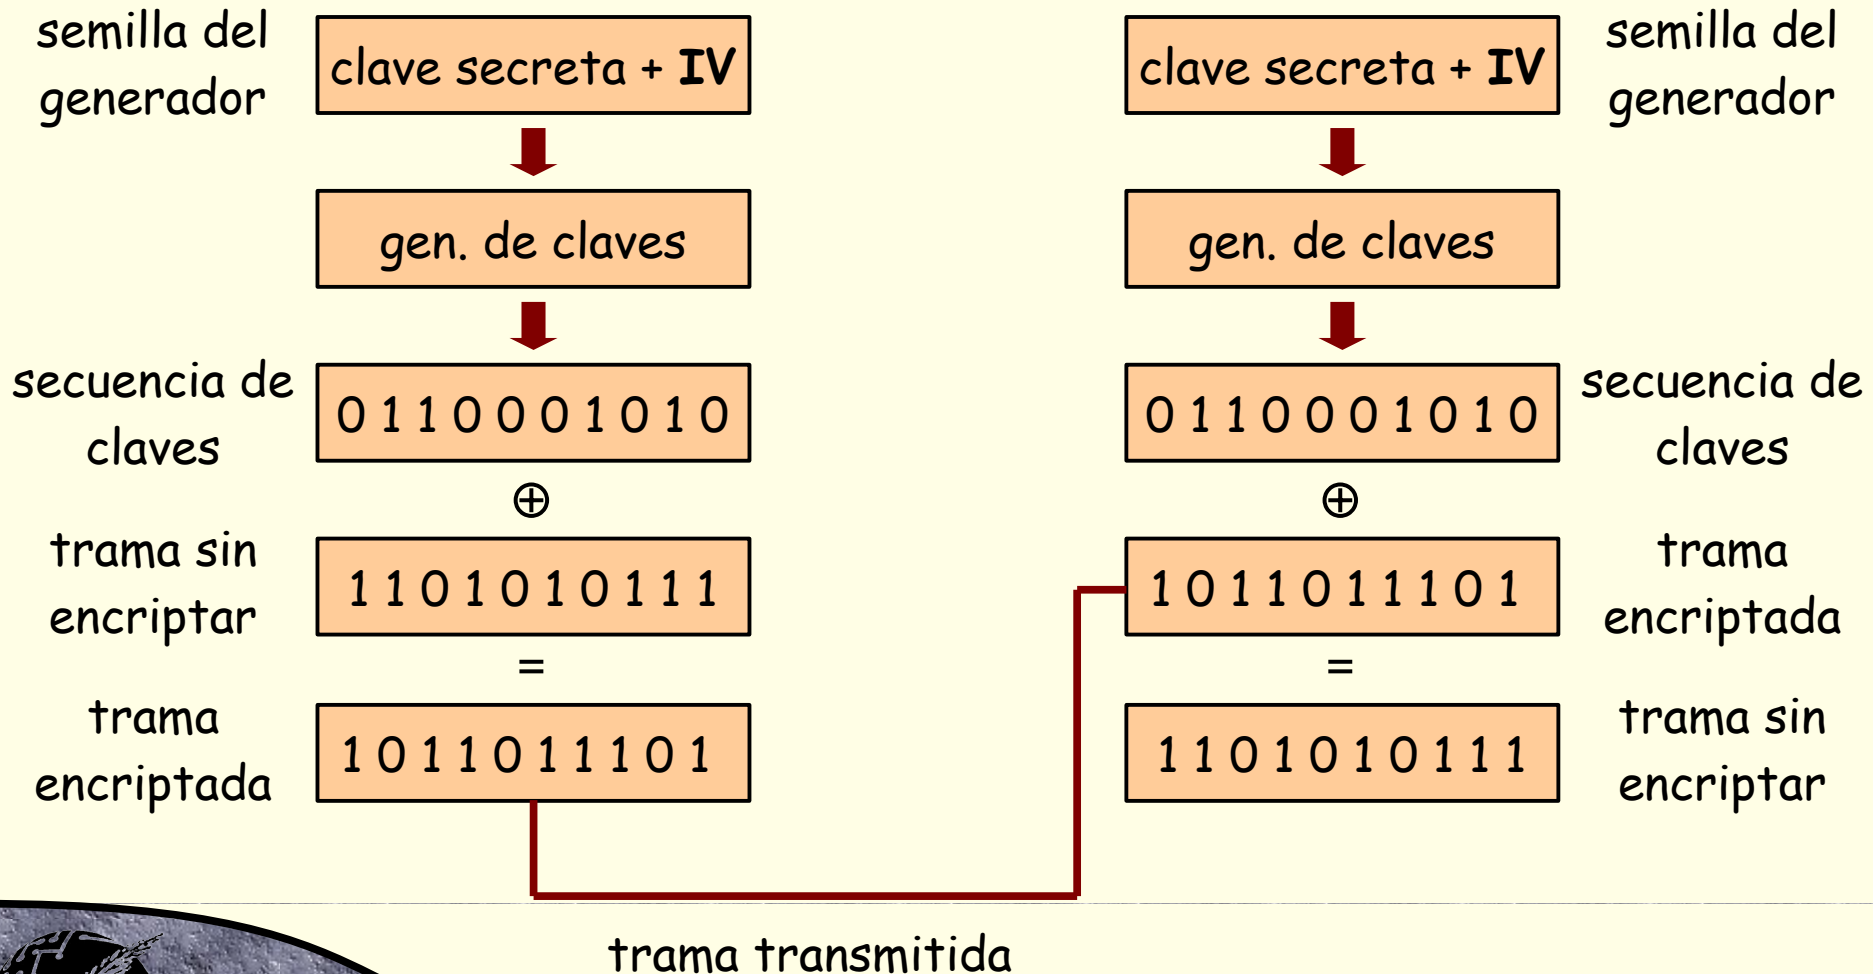 semilla del
generador
clave secreta + IV
gen. de claves
secuencia de
claves
0 1 1 0 0 0 1 0 1 0
⊕
trama sin
encriptar
1 1 0 1 0 1 0 1 1 1
=
trama
encriptada
1 0 1 1 0 1 1 1 0 1
clave secreta + IV
semilla del
generador
gen. de claves
0 1 1 0 0 0 1 0 1 0
secuencia de
claves
⊕
1 0 1 1 0 1 1 1 0 1
trama
encriptada
=
1 1 0 1 0 1 0 1 1 1
trama sin
encriptar
trama transmitida